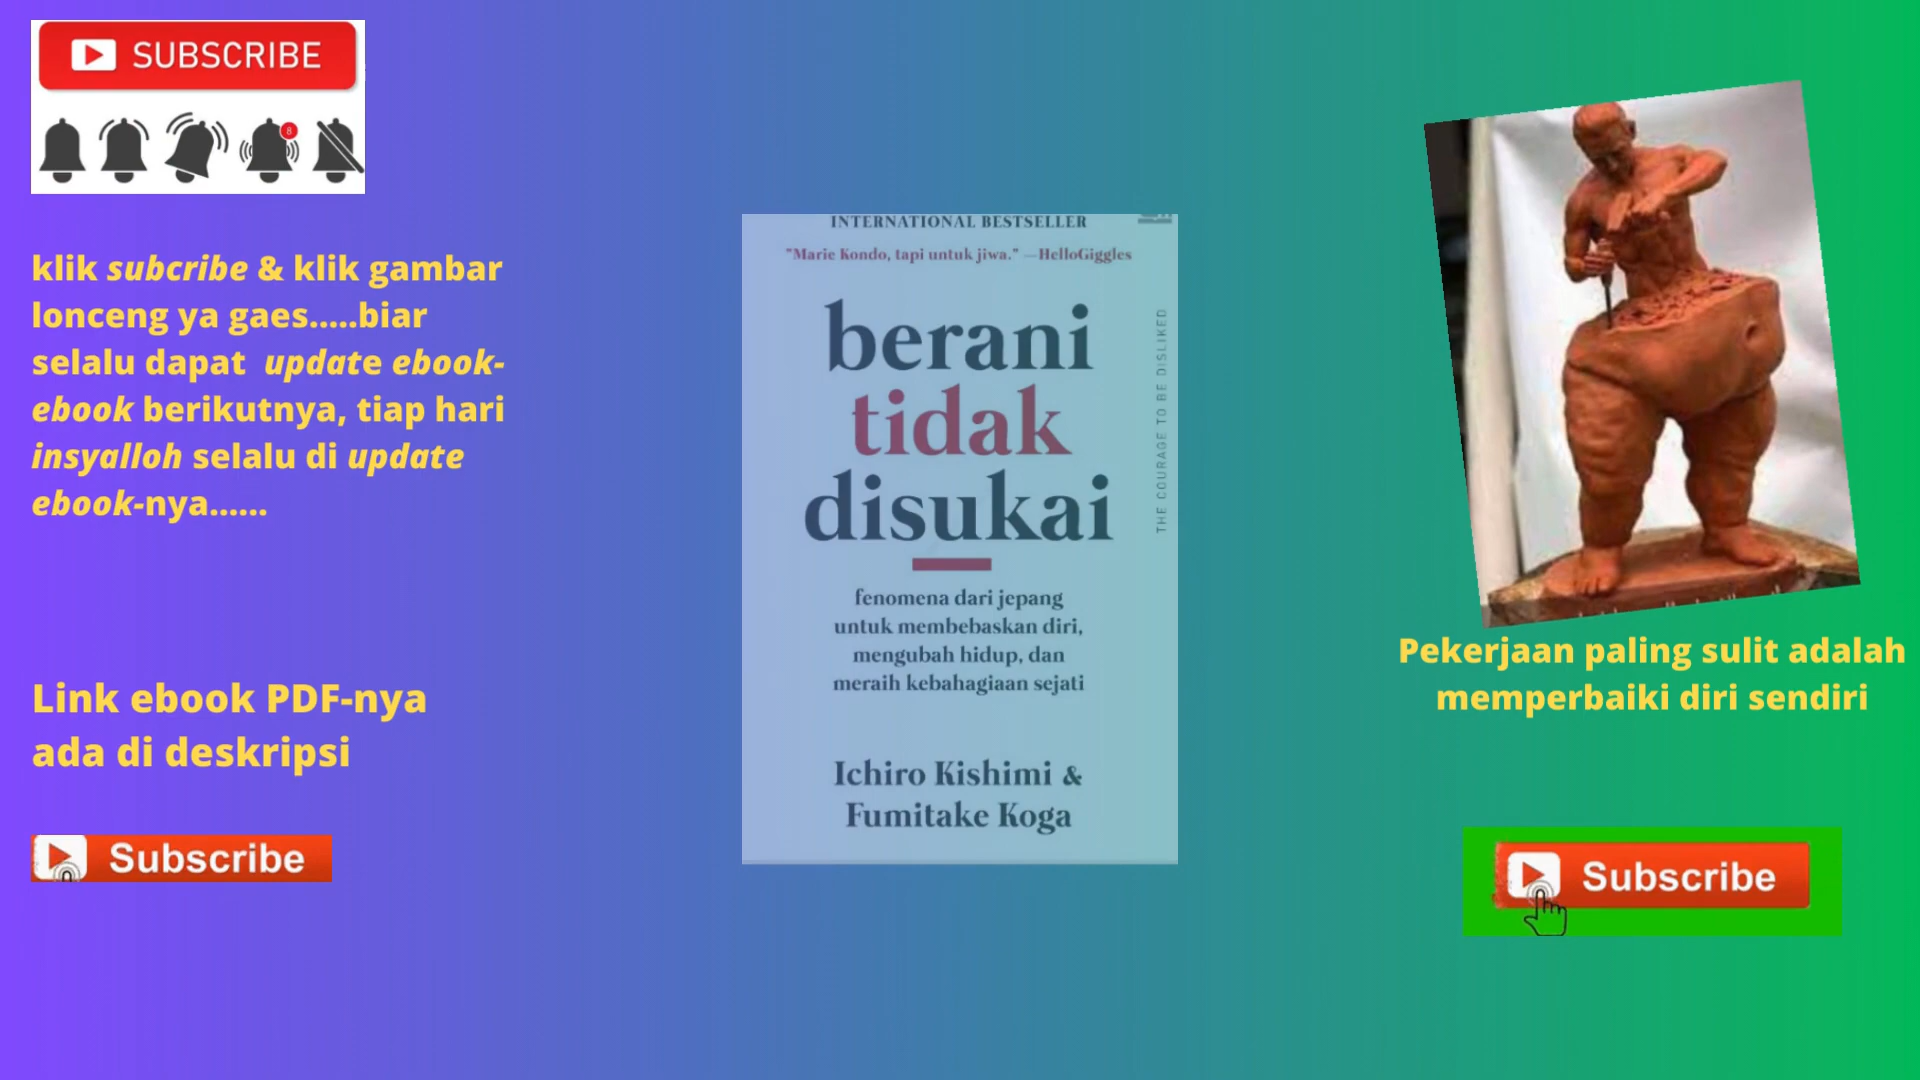 SUBSCRIBE
8
klik subcribe & klik gambar
lonceng ya gaes.....biar
selalu dapat update ebook-
ebook berikutnya, tiap hari
insyalloh selalu di update
ebook-nya......
Link ebook PDF-nya
ada di deskripsi
Subscribe
INTERNATIONAL BESTSELLER
"Marie Kondo, tapi untuk jiwa." —HelloGiggles
berani
tidak
disukai
THE COURAGE TO BE DISLIKED
fenomena dari jepang
untuk membebaskan diri,
mengubah hidup, dan
meraih kebahagiaan sejati
Ichiro Kishimi &
Fumitake Koga
Pekerjaan paling sulit adalah
memperbaiki diri sendiri
Subscribe